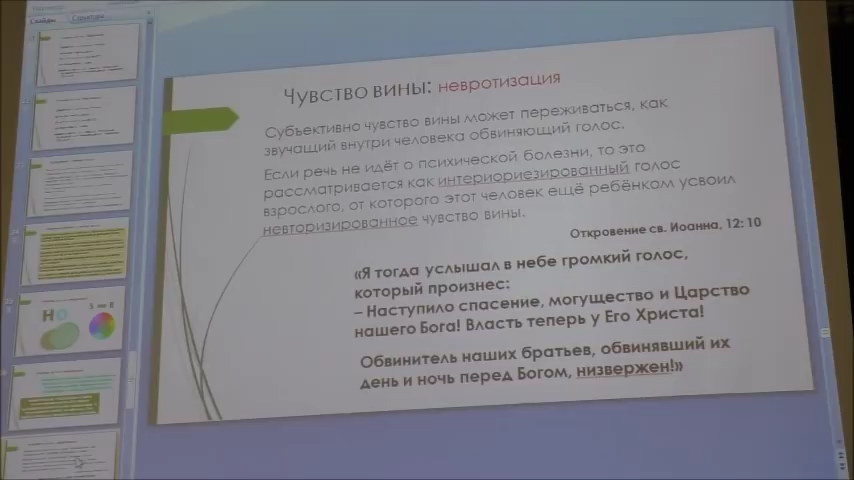 Слайды Структура
Чувство вины: невротизация
Субъективно чувство вины может переживаться, как
звучащий внутри человека обвиняющий голос.
Если речь не идёт о психической болезни, то это
рассматривается как интериориезированный голос
взрослого, от которого этот человек ещё ребёнком усвоил
невторизированное чувство вины.
Откровение св. Иоанна, 12: 10
«Я тогда услышал в небе громкий голос,
который произнес:
– Наступило спасение, могущество и Царство
нашего Бога! Власть теперь у Его Христа!
Обвинитель наших братьев, обвинявший их
день и ночь перед Богом, низвержен!»